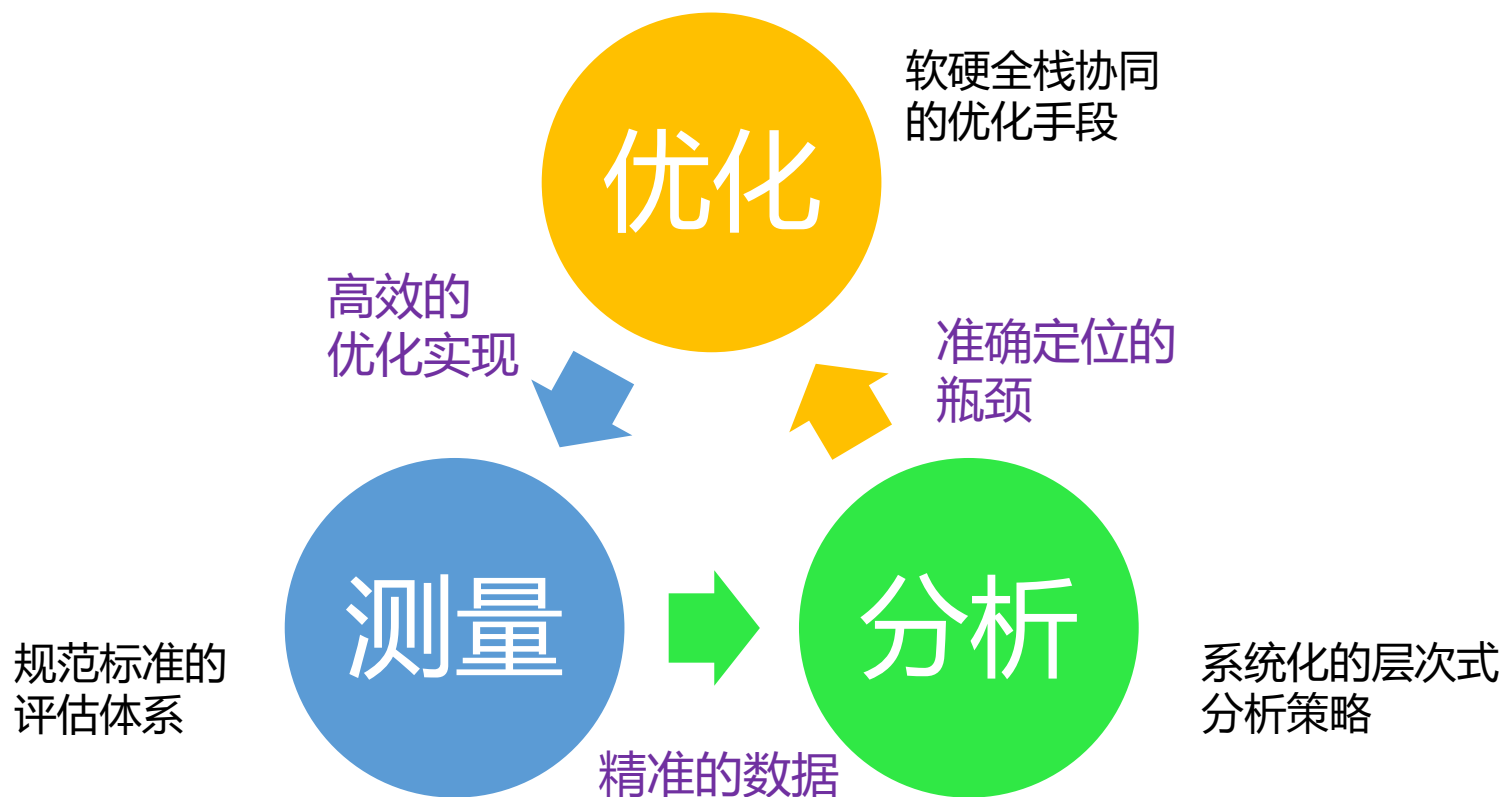 优化
软硬全栈协同
的优化手段
高效的
优化实现
准确定位的
瓶颈
测量
分析
规范标准的
评估体系
系统化的层次式
分析策略
精准的数据